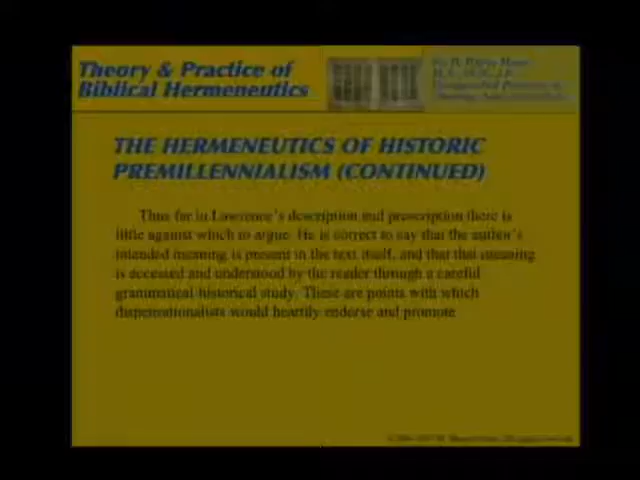 Theory & Practice of
Biblical Hermeneutics
THE HERMENEUTICS OF HISTORIC
PREMILLENNIALISM (CONTINUED)
Thus far in Lawrence's description and prescription there is
little against which to argue. He is correct to say that the author's
intended meaning is present in the text itself, and that that meaning
is accessed and understood by the reader through a careful
grammatical-historical study. These are points with which
dispensationalists would heartily endorse and promote